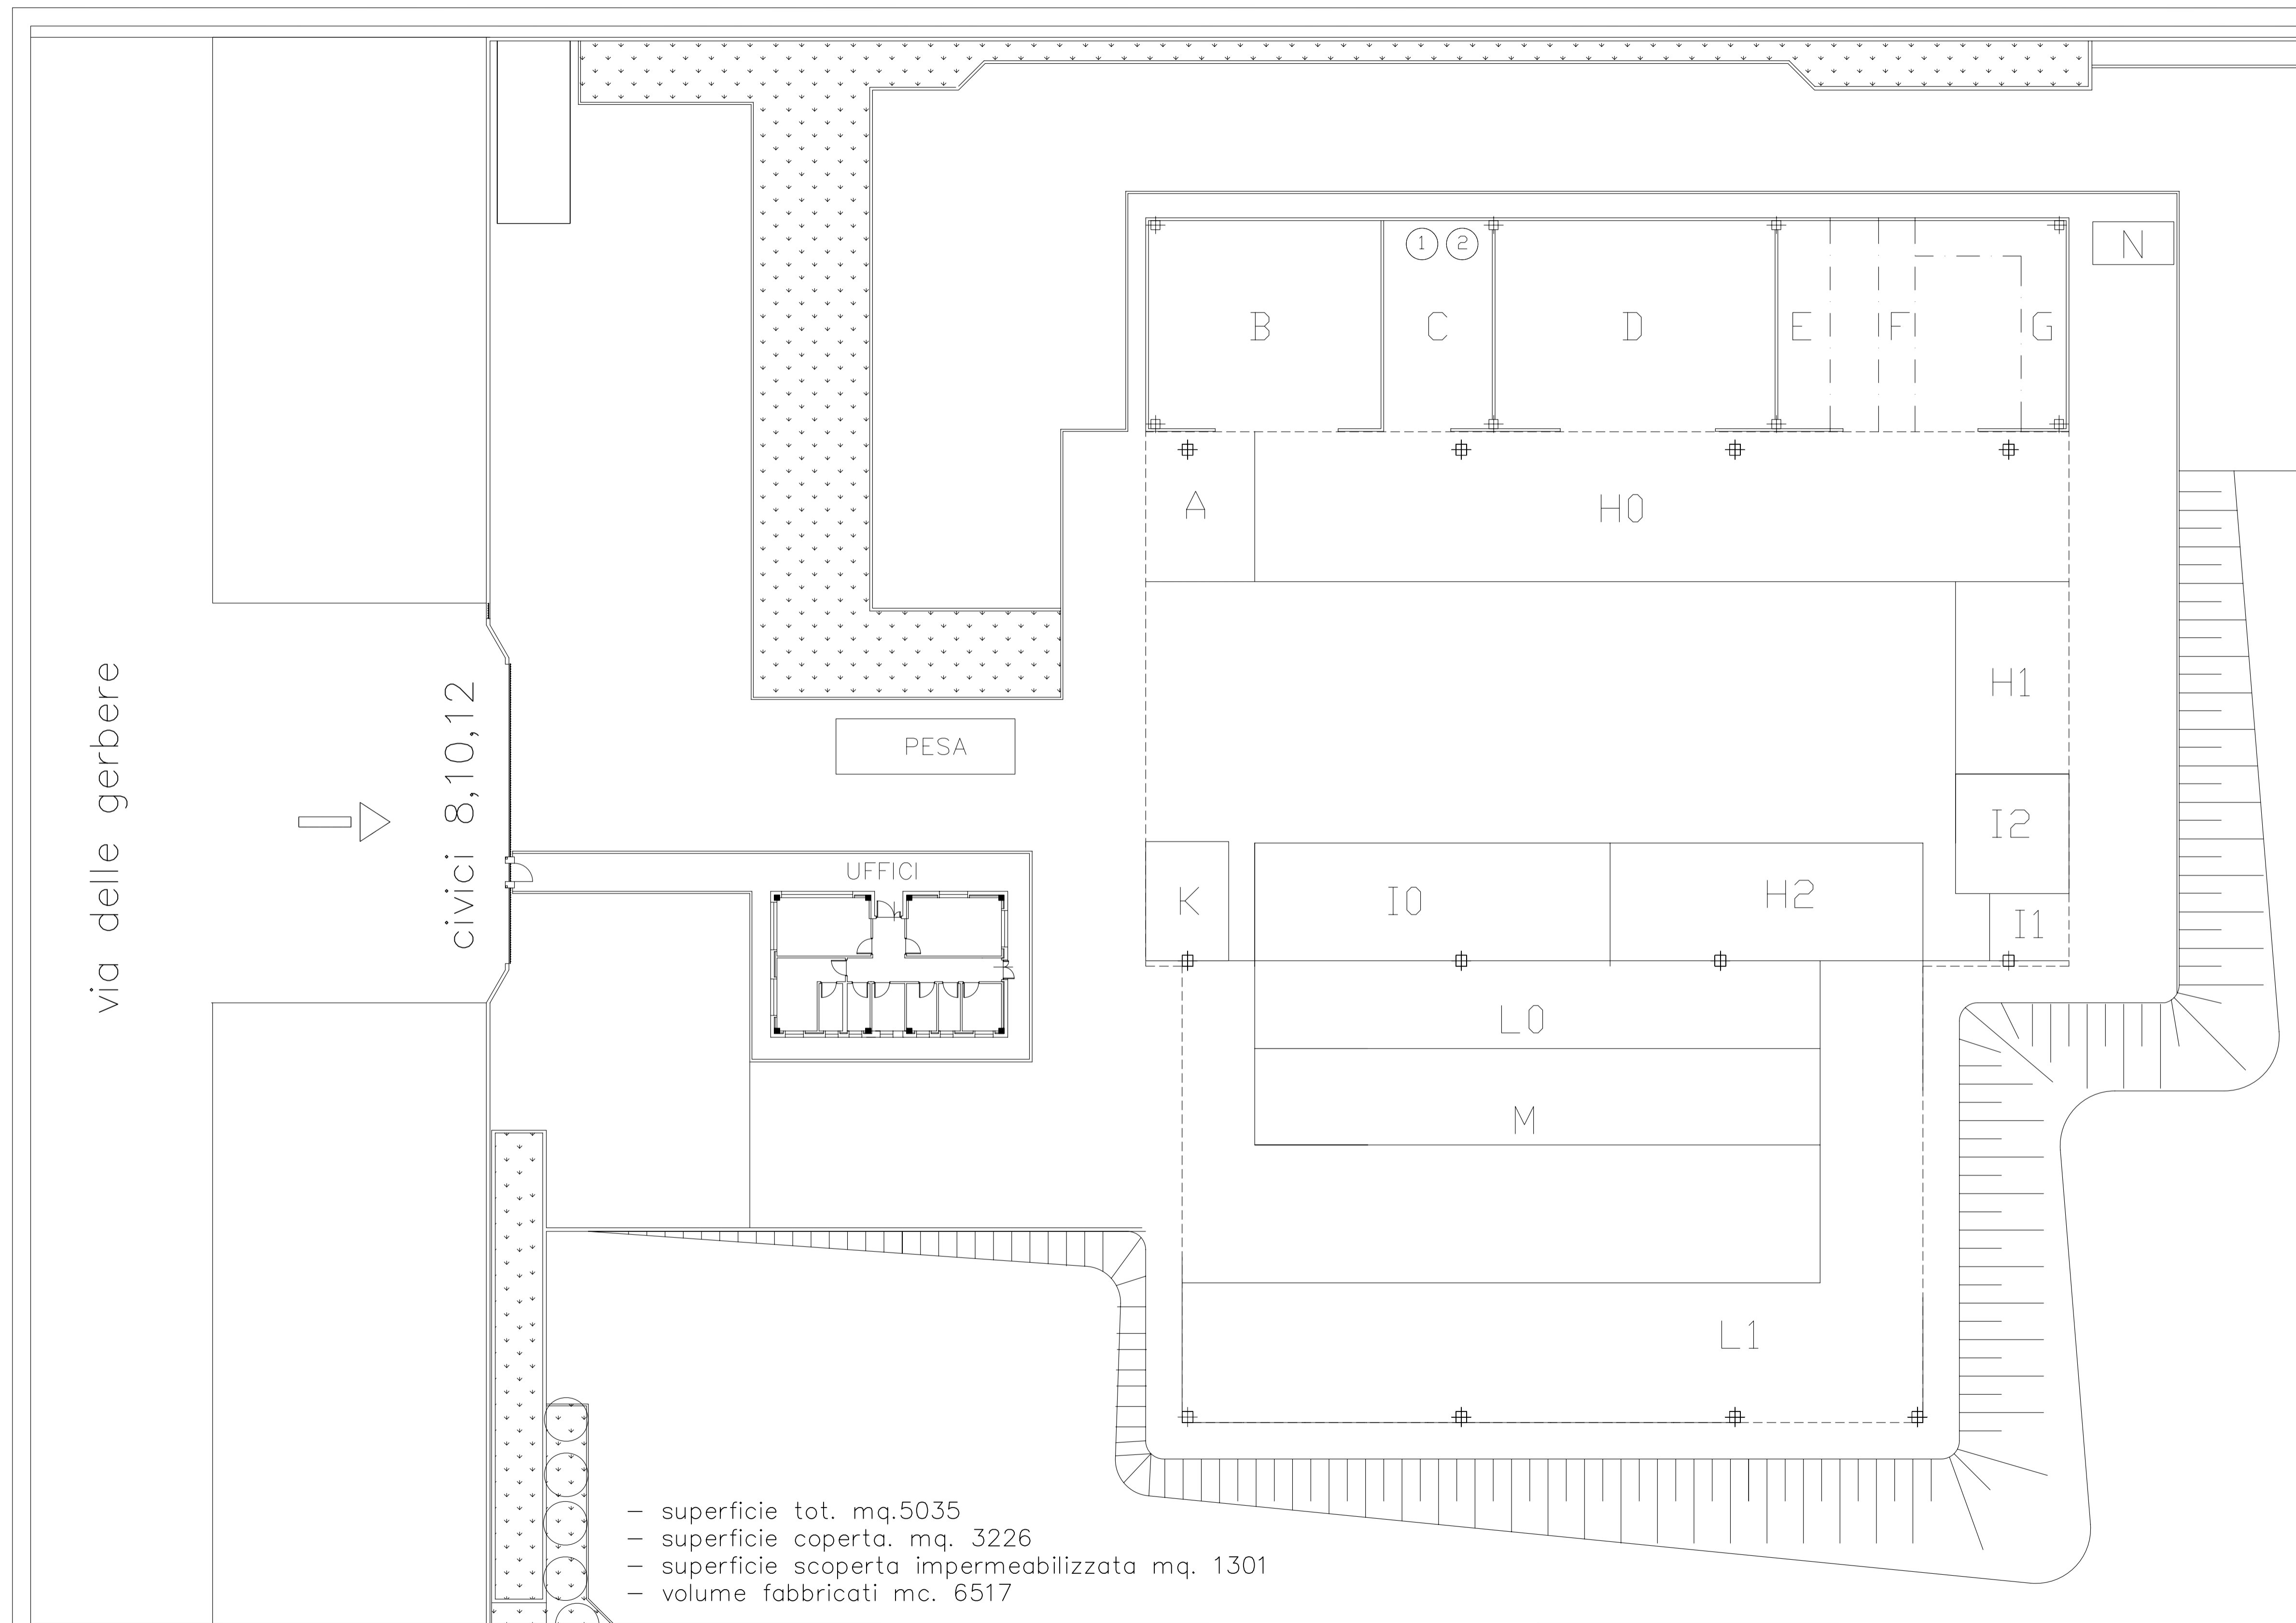 N
1 2
B C D E F G
A H0
H1
via delle gerbere
civici 8,10,12
PESA
I2
UFFICI
K I0 H2
I1
L0
M
L1
– superficie tot. mq.5035
– superficie coperta. mq. 3226
– superficie scoperta impermeabilizzata mq. 1301
– volume fabbricati mc. 6517